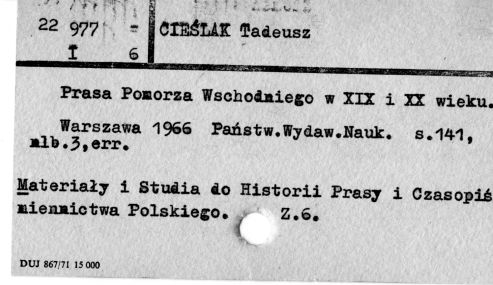 22 977 =
I 6
CIEŚLAK Tadeusz
Prasa Pomorza Wschodniego w XIX i XX wieku.
Warszawa 1966 Państw.Wydaw.Nauk. s.141,
nlb.3,err.
Materiały i Studia do Historii Prasy i Czasopiś
miennictwa Polskiego. Z.6.
DUJ 867/71 15 000